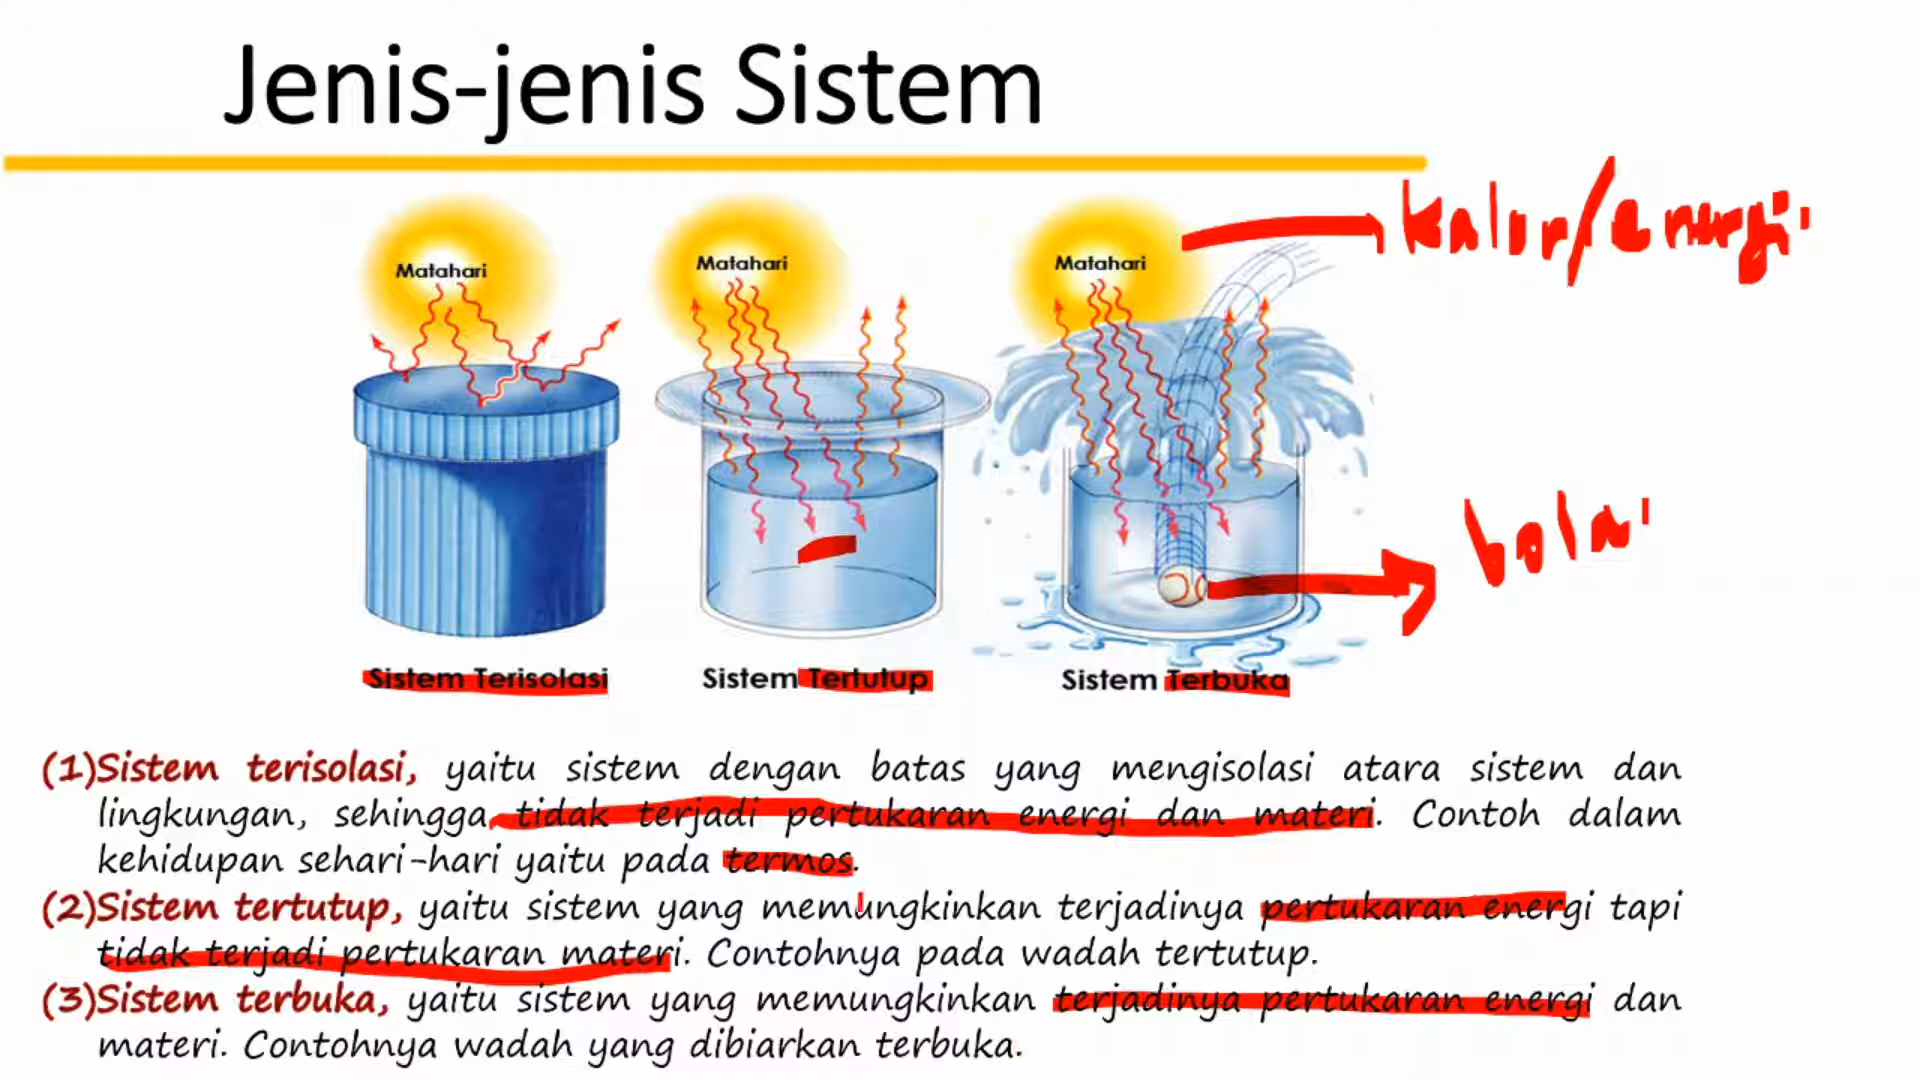 Jenis-jenis Sistem
Matahari
Matahari
Matahari
kalor/energi
bola
Sistem Terisolasi
Sistem Tertutup
Sistem Terbuka
(1)Sistem terisolasi, yaitu sistem dengan batas yang mengisolasi atara sistem dan
lingkungan, sehingga tidak terjadi pertukaran energi dan materi. Contoh dalam
kehidupan sehari-hari yaitu pada termos.
(2)Sistem tertutup, yaitu sistem yang memungkinkan terjadinya pertukaran energi tapi
tidak terjadi pertukaran materi. Contohnya pada wadah tertutup.
(3)Sistem terbuka, yaitu sistem yang memungkinkan terjadinya pertukaran energi dan
materi. Contohnya wadah yang dibiarkan terbuka.